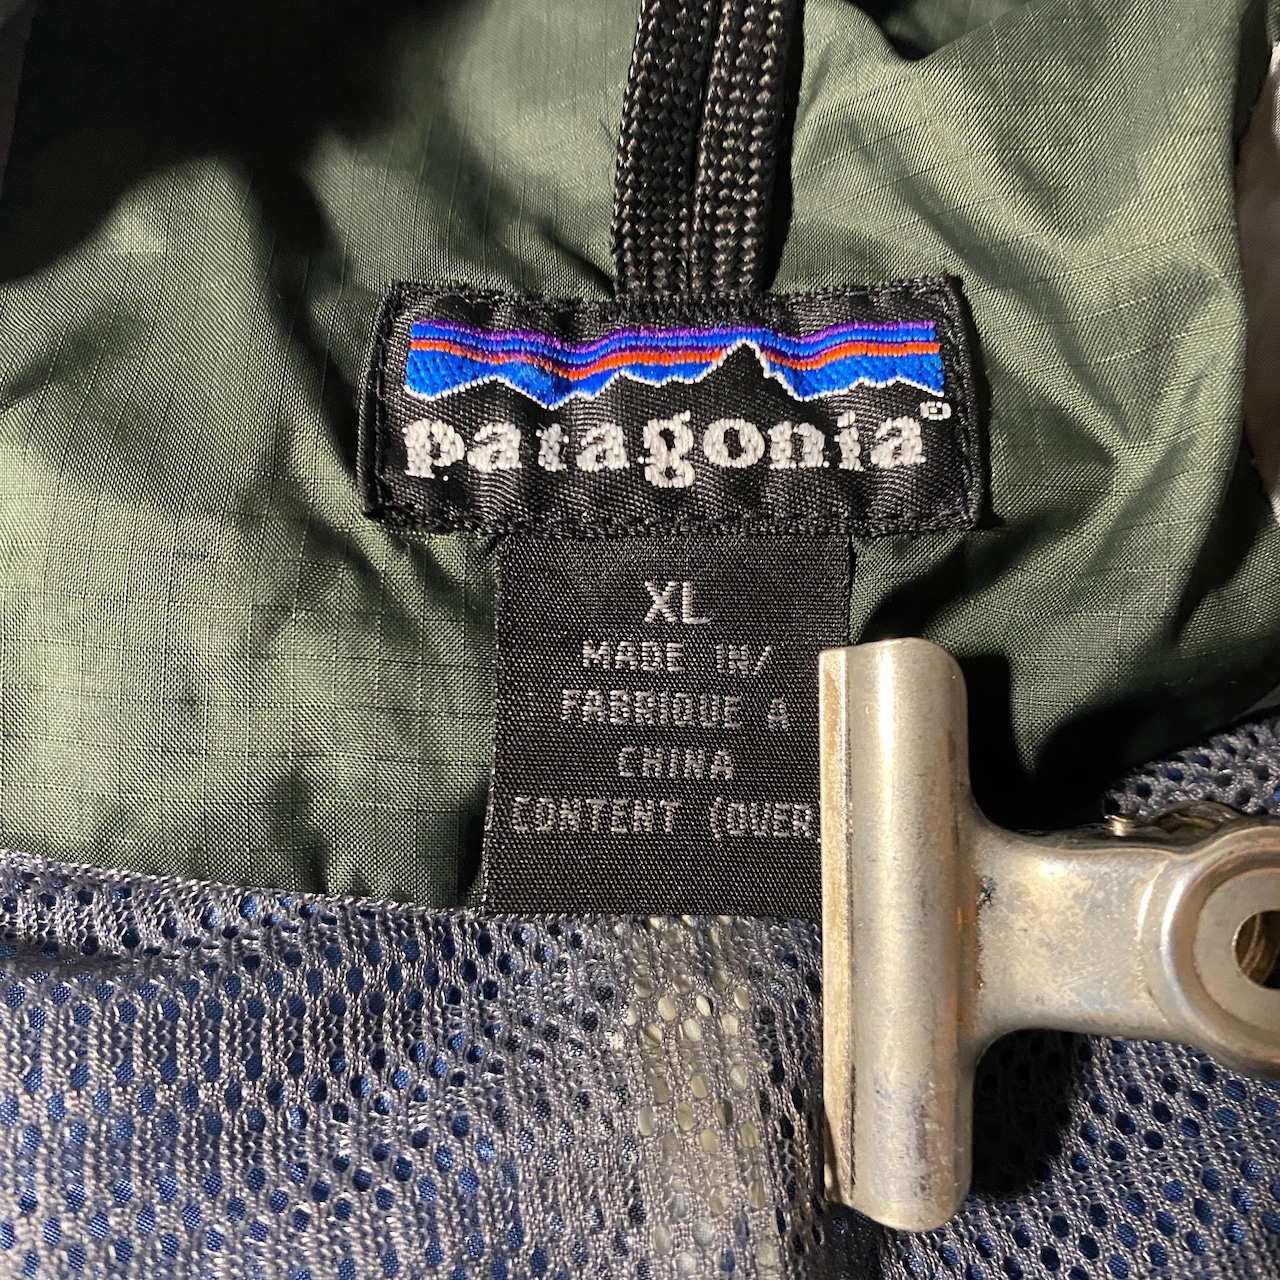 patagonia®
XL
MADE IN/
FABRIQUE A
CHINA
CONTENT (OVER